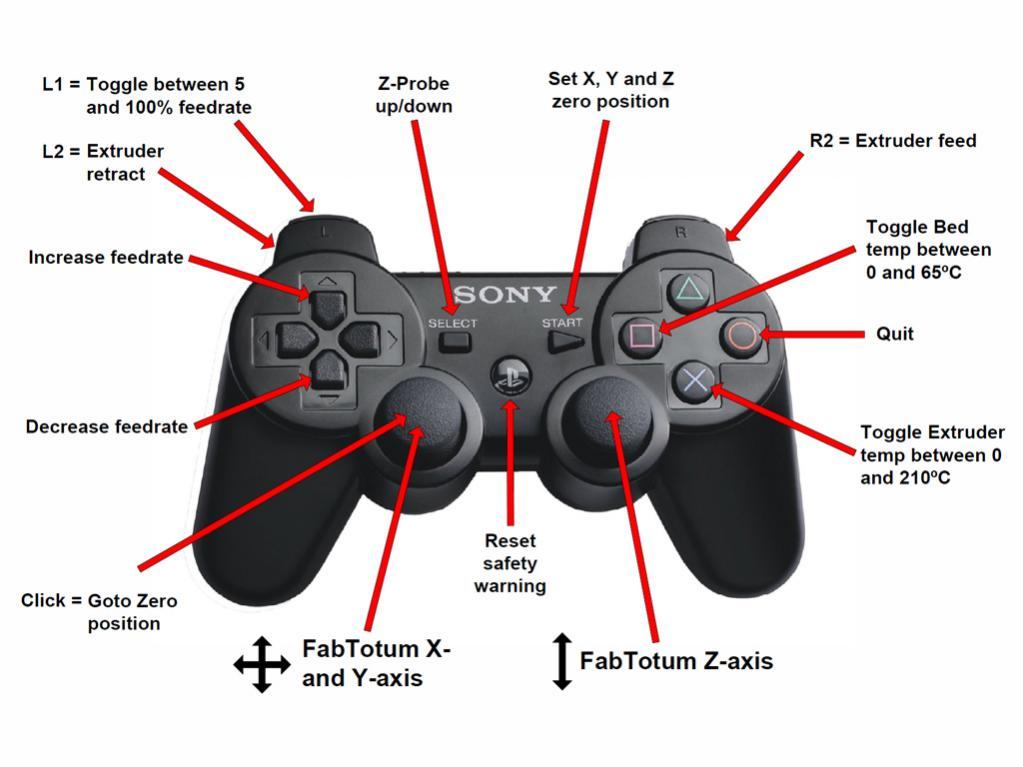 L1 = Toggle between 5
and 100% feedrate
Z-Probe
up/down
Set X, Y and Z
zero position
L2 = Extruder
retract
R2 = Extruder feed
L
R
Toggle Bed
temp between
0 and 65ºC
Increase feedrate
SONY
SELECT
START
Quit
Decrease feedrate
Toggle Extruder
temp between 0
and 210ºC
Reset
safety
warning
Click = Goto Zero
position
FabTotum X-
and Y-axis
FabTotum Z-axis